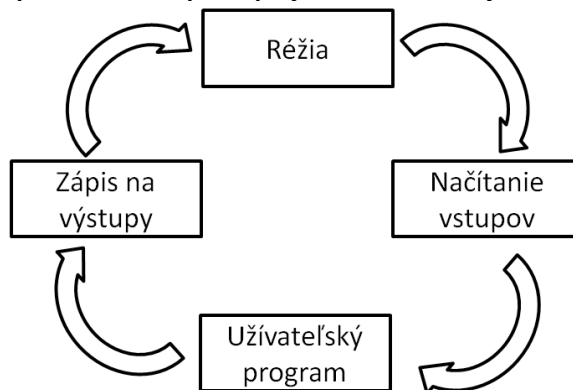 Réžia
Zápis na
výstupy
Načítanie
vstupov
Užívateľský
program